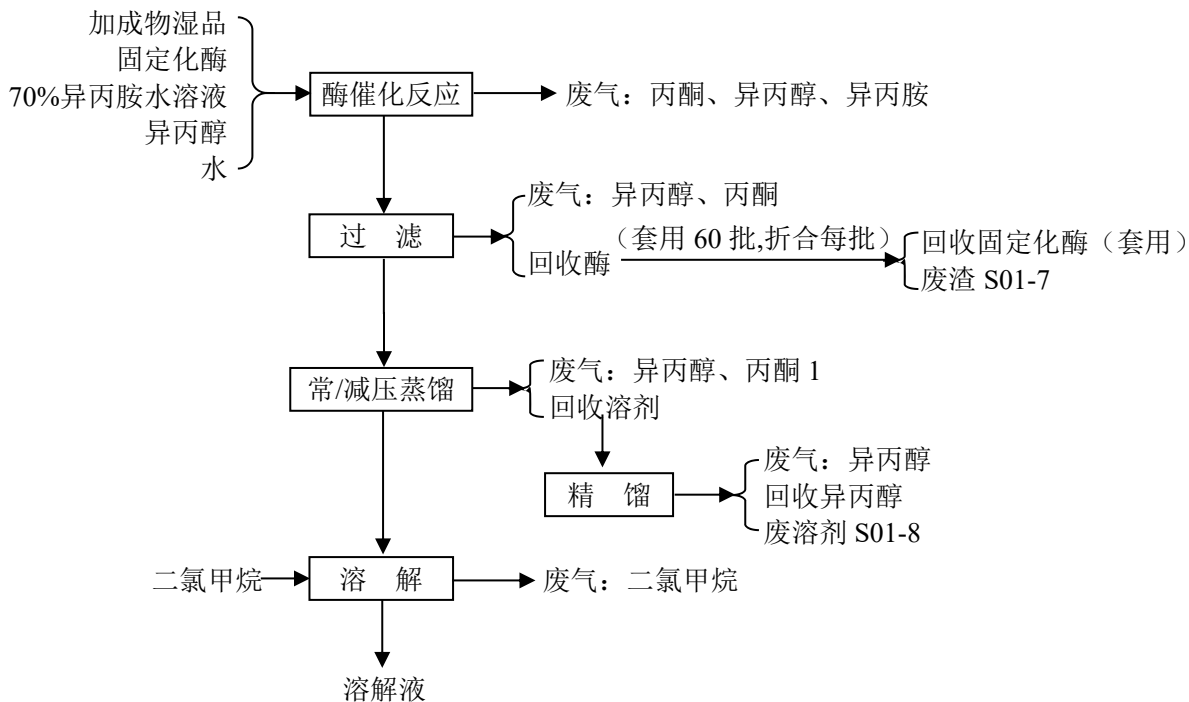 加成物湿品
固定化酶
70%异丙胺水溶液
异丙醇
水
酶催化反应
废气：丙酮、异丙醇、异丙胺
过 滤
废气：异丙醇、丙酮
回收酶
（套用 60 批,折合每批）
回收固定化酶（套用）
废渣 S01-7
常/减压蒸馏
废气：异丙醇、丙酮 1
回收溶剂
精 馏
废气：异丙醇
回收异丙醇
废溶剂 S01-8
二氯甲烷
溶 解
废气：二氯甲烷
溶解液